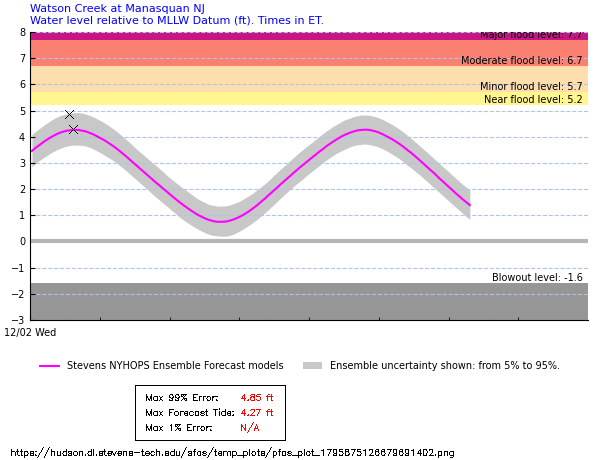 Watson Creek at Manasquan NJ
Water level relative to MLLW Datum (ft). Times in ET.
8
Major flood level: 7.7
7
Moderate flood level: 6.7
6
Minor flood level: 5.7
Near flood level: 5.2
5
4
3
2
1
0
−1
Blowout level: -1.6
−2
−3
12/02 Wed
Stevens NYHOPS Ensemble Forecast models
Ensemble uncertainty shown: from 5% to 95%.
Max 99% Error: 4.85 ft
Max Forecast Tide: 4.27 ft
Max 1% Error: N/A
https://hudson.dl.stevens-tech.edu/sfas/temp_plots/pfas_plot_1795875126679691402.png